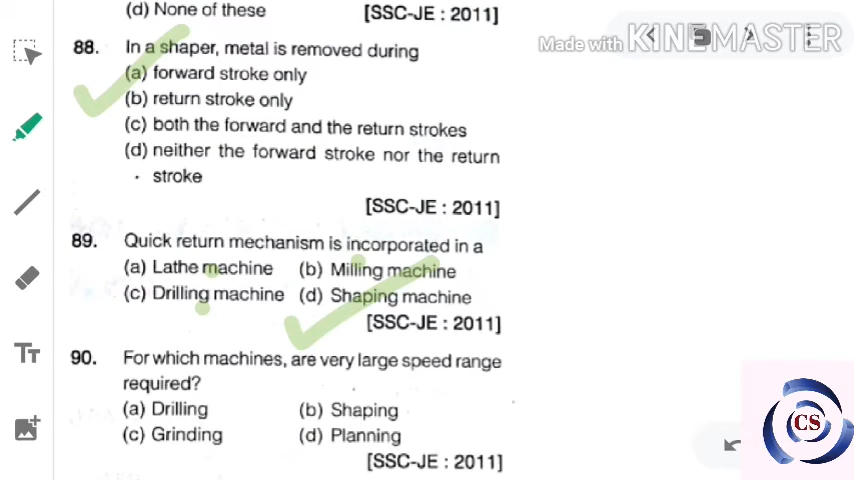 (d) None of these [SSC-JE : 2011]
88. In a shaper, metal is removed during
(a) forward stroke only
(b) return stroke only
(c) both the forward and the return strokes
(d) neither the forward stroke nor the return
stroke
[SSC-JE : 2011]
89. Quick return mechanism is incorporated in a
(a) Lathe machine (b) Milling machine
(c) Drilling machine (d) Shaping machine
[SSC-JE : 2011]
90. For which machines, are very large speed range
required?
(a) Drilling (b) Shaping
(c) Grinding (d) Planning
[SSC-JE : 2011]
Made with KINEMASTER
TT
CS